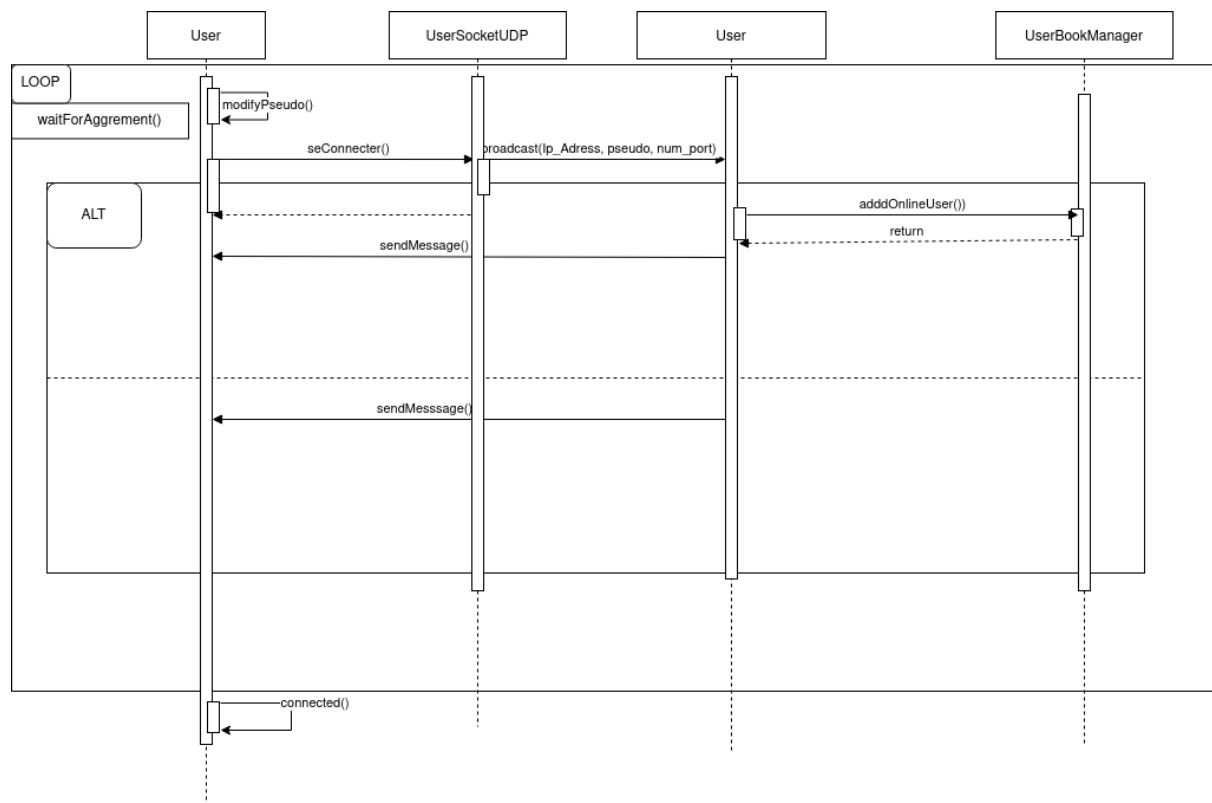 User
UserSocketUDP
User
UserBookManager
LOOP
modifyPseudo()
waitForAggrement()
seConnecter()
broadcast(Ip_Adress, pseudo, num_port)
ALT
adddOnlineUser())
return
sendMessage()
sendMesssage()
connected()